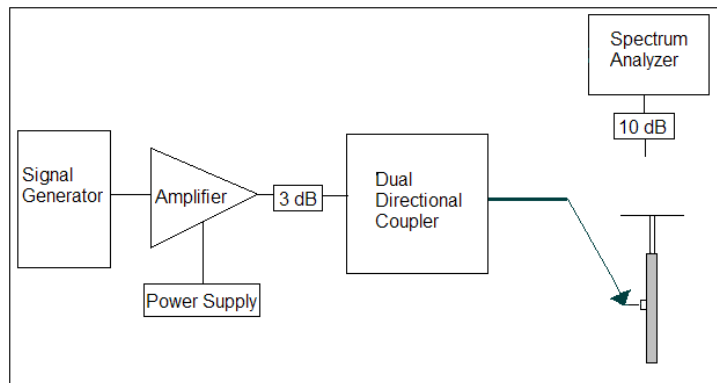 Spectrum
Analyzer
10 dB
Signal
Generator
Amplifier
3 dB
Dual
Directional
Coupler
Power Supply